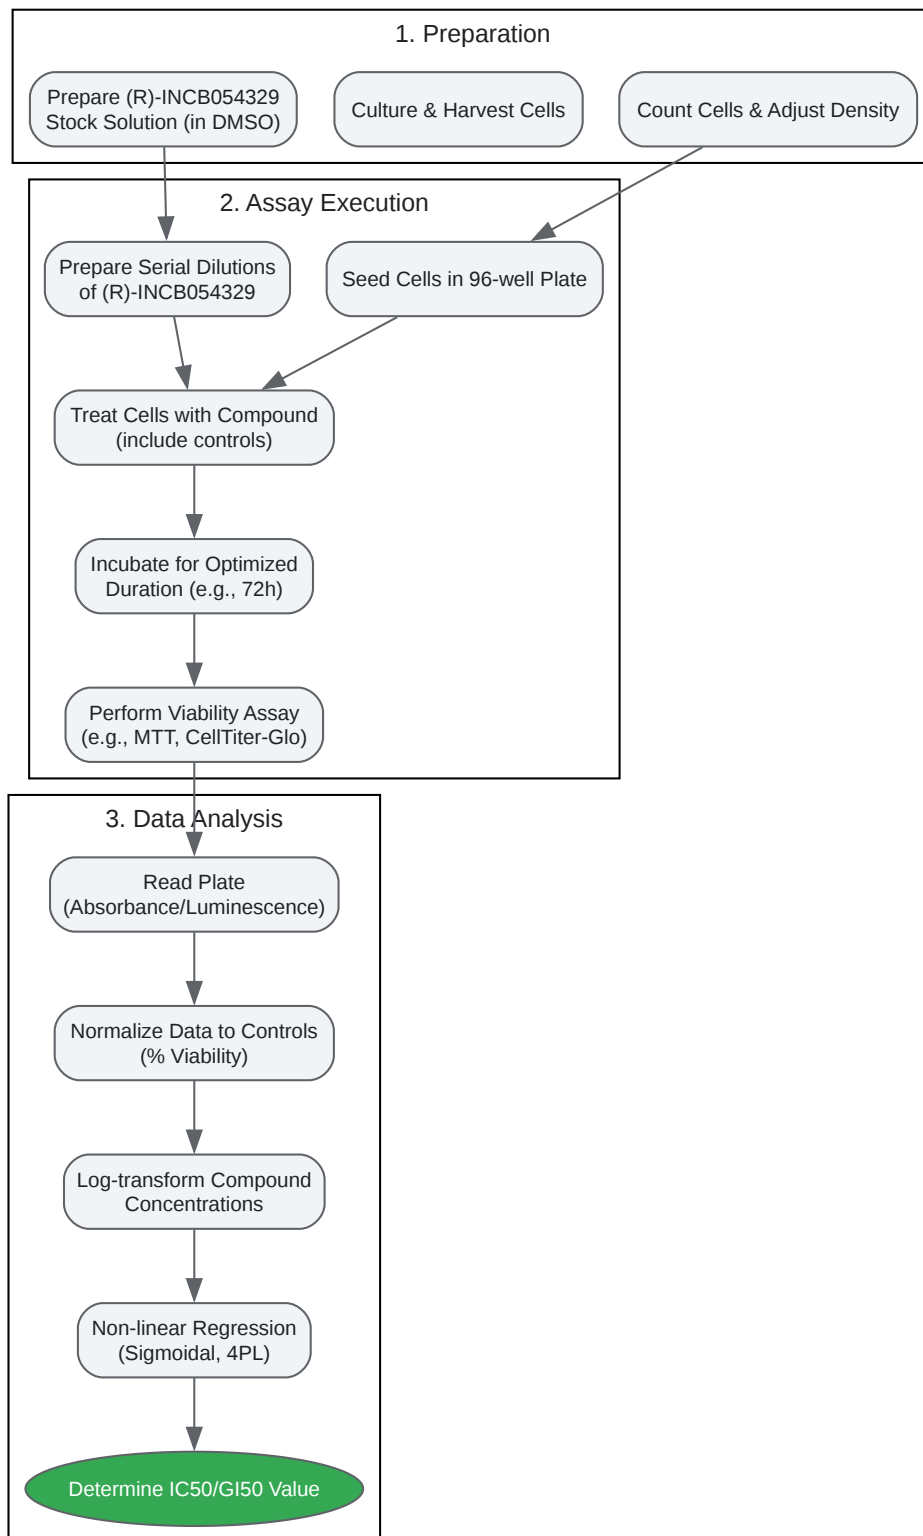 1. Preparation
Prepare (R)-INCB054329
Stock Solution (in DMSO)
Culture & Harvest Cells
Count Cells & Adjust Density
2. Assay Execution
Prepare Serial Dilutions
of (R)-INCB054329
Seed Cells in 96-well Plate
Treat Cells with Compound
(include controls)
Incubate for Optimized
Duration (e.g., 72h)
Perform Viability Assay
(e.g., MTT, CellTiter-Glo)
3. Data Analysis
Read Plate
(Absorbance/Luminescence)
Normalize Data to Controls
(% Viability)
Log-transform Compound
Concentrations
Non-linear Regression
(Sigmoidal, 4PL)
Determine IC50/GI50 Value